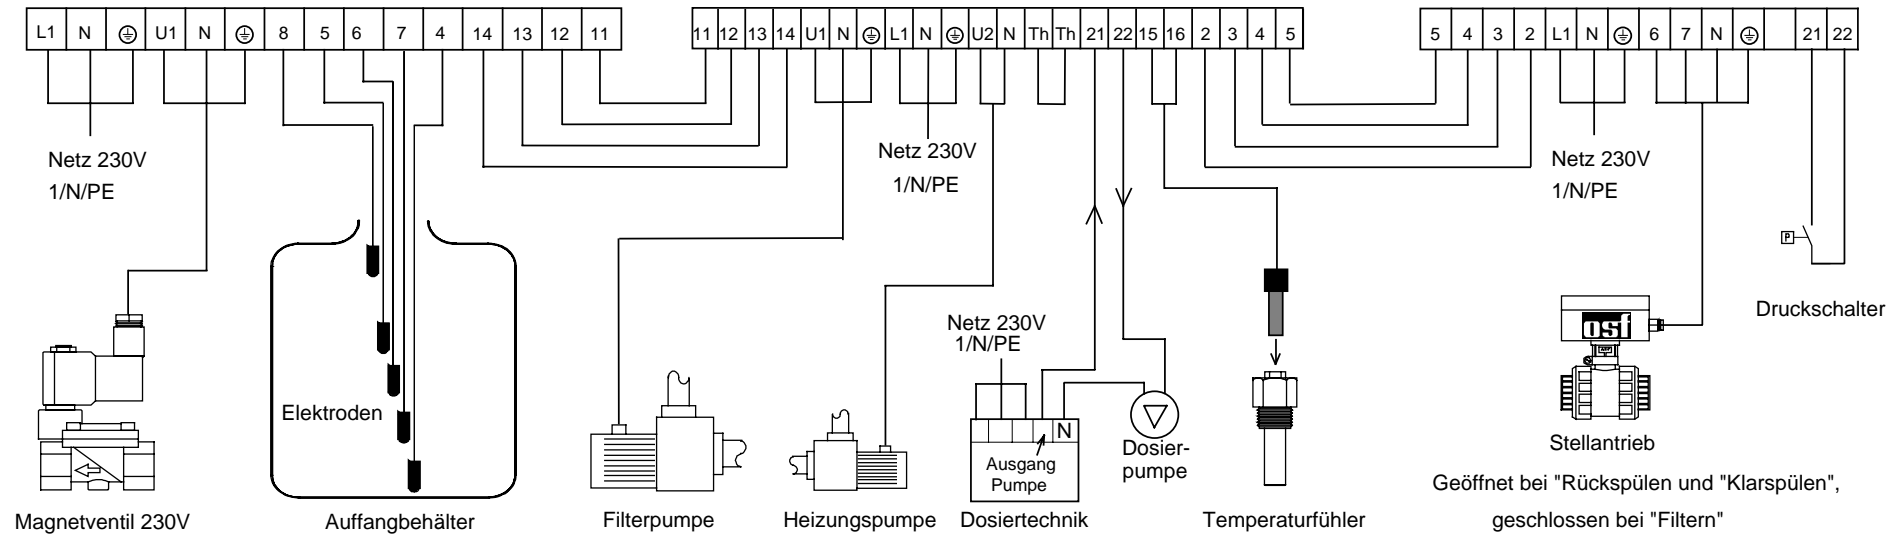 L1 N U1 N 8 5 6 7 4 14 13 12 11
11 12 13 14 U1 N L1 N U2 N Th Th 21 22 15 16 2 3 4 5
5 4 3 2 L1 N 6 7 N 21 22
Netz 230V
1/N/PE
Netz 230V
1/N/PE
Netz 230V
1/N/PE
P
Druckschalter
osf
Netz 230V
1/N/PE
Elektroden
N
Ausgang
Pumpe
Dosier-
pumpe
Stellantrieb
Geöffnet bei "Rückspülen und "Klarspülen",
geschlossen bei "Filtern"
Magnetventil 230V
Auffangbehälter
Filterpumpe
Heizungspumpe
Dosiertechnik
Temperaturfühler